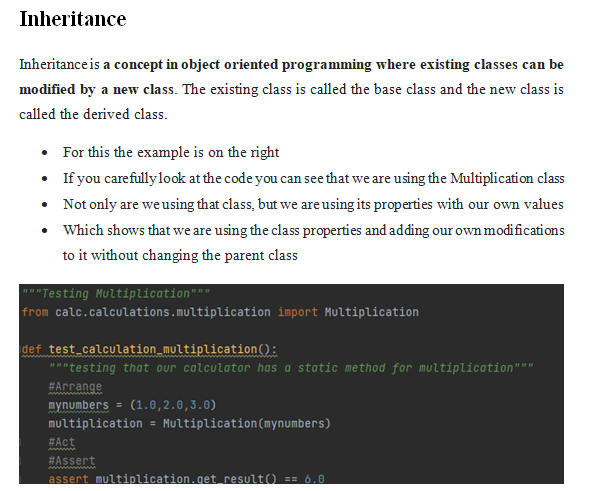 Inheritance
Inheritance is a concept in object oriented programming where existing classes can be
modified by a new class. The existing class is called the base class and the new class is
called the derived class.
• For this the example is on the right
• If you carefully look at the code you can see that we are using the Multiplication class
• Not only are we using that class, but we are using its properties with our own values
• Which shows that we are using the class properties and adding our own modifications
to it without changing the parent class
"""Testing Multiplication"""
from calc.calculations.multiplication import Multiplication
def test_calculation_multiplication():
"""testing that our calculator has a static method for multiplication"""
#Arrange
mynumbers = (1.0,2.0,3.0)
multiplication = Multiplication(mynumbers)
#Act
#Assert
assert multiplication.get_result() == 6.0